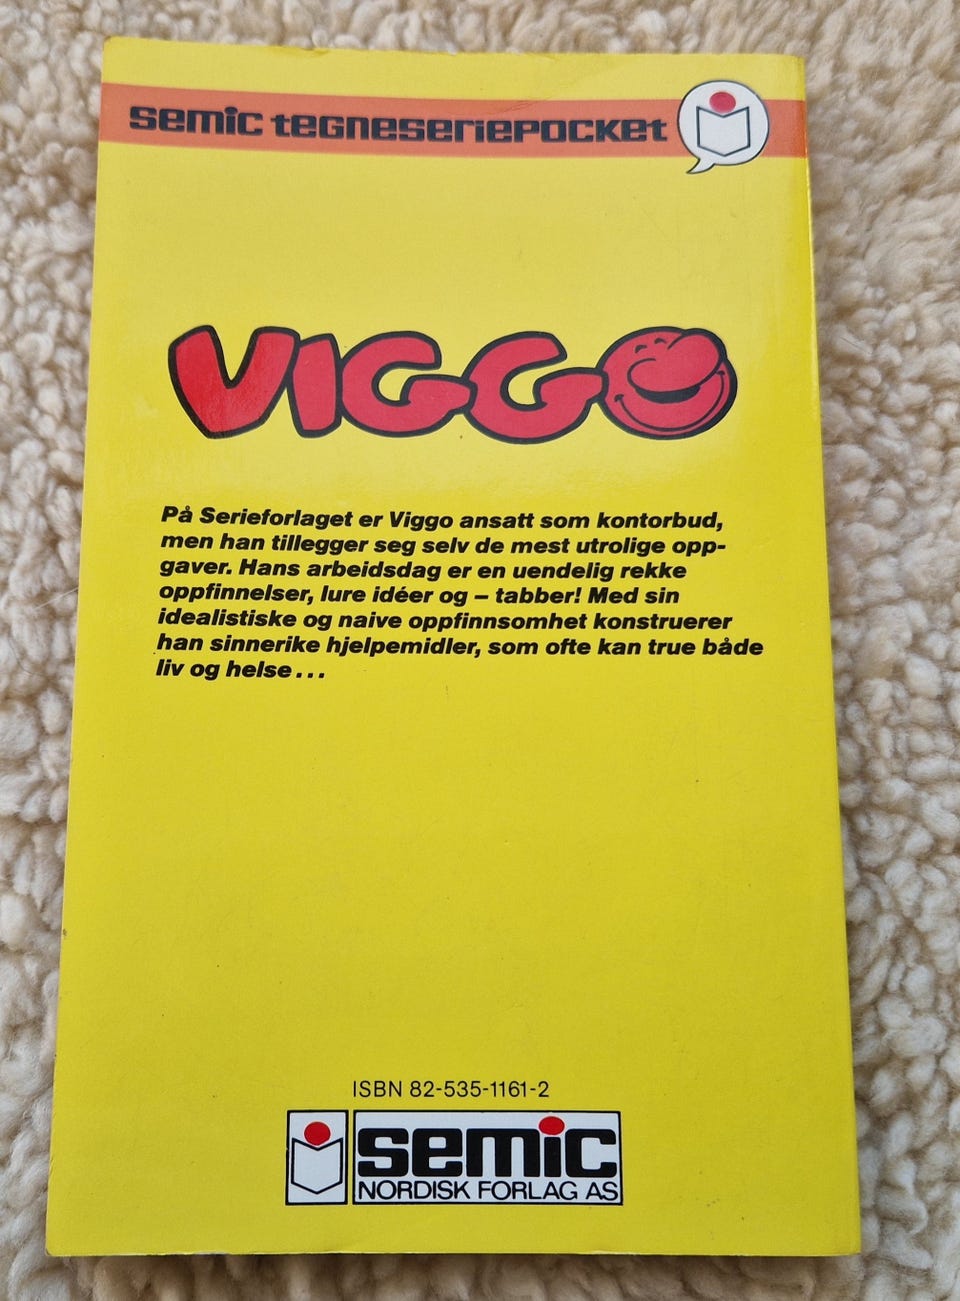 semic tegneseriepocket
VIGGO
På Serieforlaget er Viggo ansatt som kontorbud,
men han tillegger seg selv de mest utrolige opp-
gaver. Hans arbeidsdag er en uendelig rekke
oppfinnelser, lure idéer og – tabber! Med sin
idealistiske og naive oppfinnsomhet konstruerer
han sinnerike hjelpemidler, som ofte kan true både
liv og helse...
ISBN 82-535-1161-2
semic
NORDISK FORLAG AS